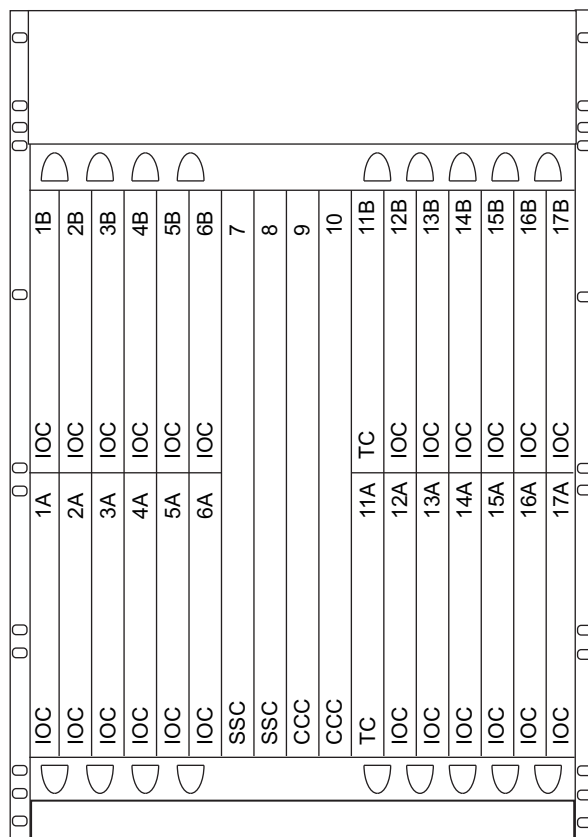 1B 2B 3B 4B 5B 6B 7 8 9 10 11B 12B 13B 14B 15B 16B 17B
IOC IOC IOC IOC IOC IOC TC IOC IOC IOC IOC IOC IOC
1A 2A 3A 4A 5A 6A 11A 12A 13A 14A 15A 16A 17A
IOC IOC IOC IOC IOC IOC SSC SSC CCC CCC TC IOC IOC IOC IOC IOC IOC